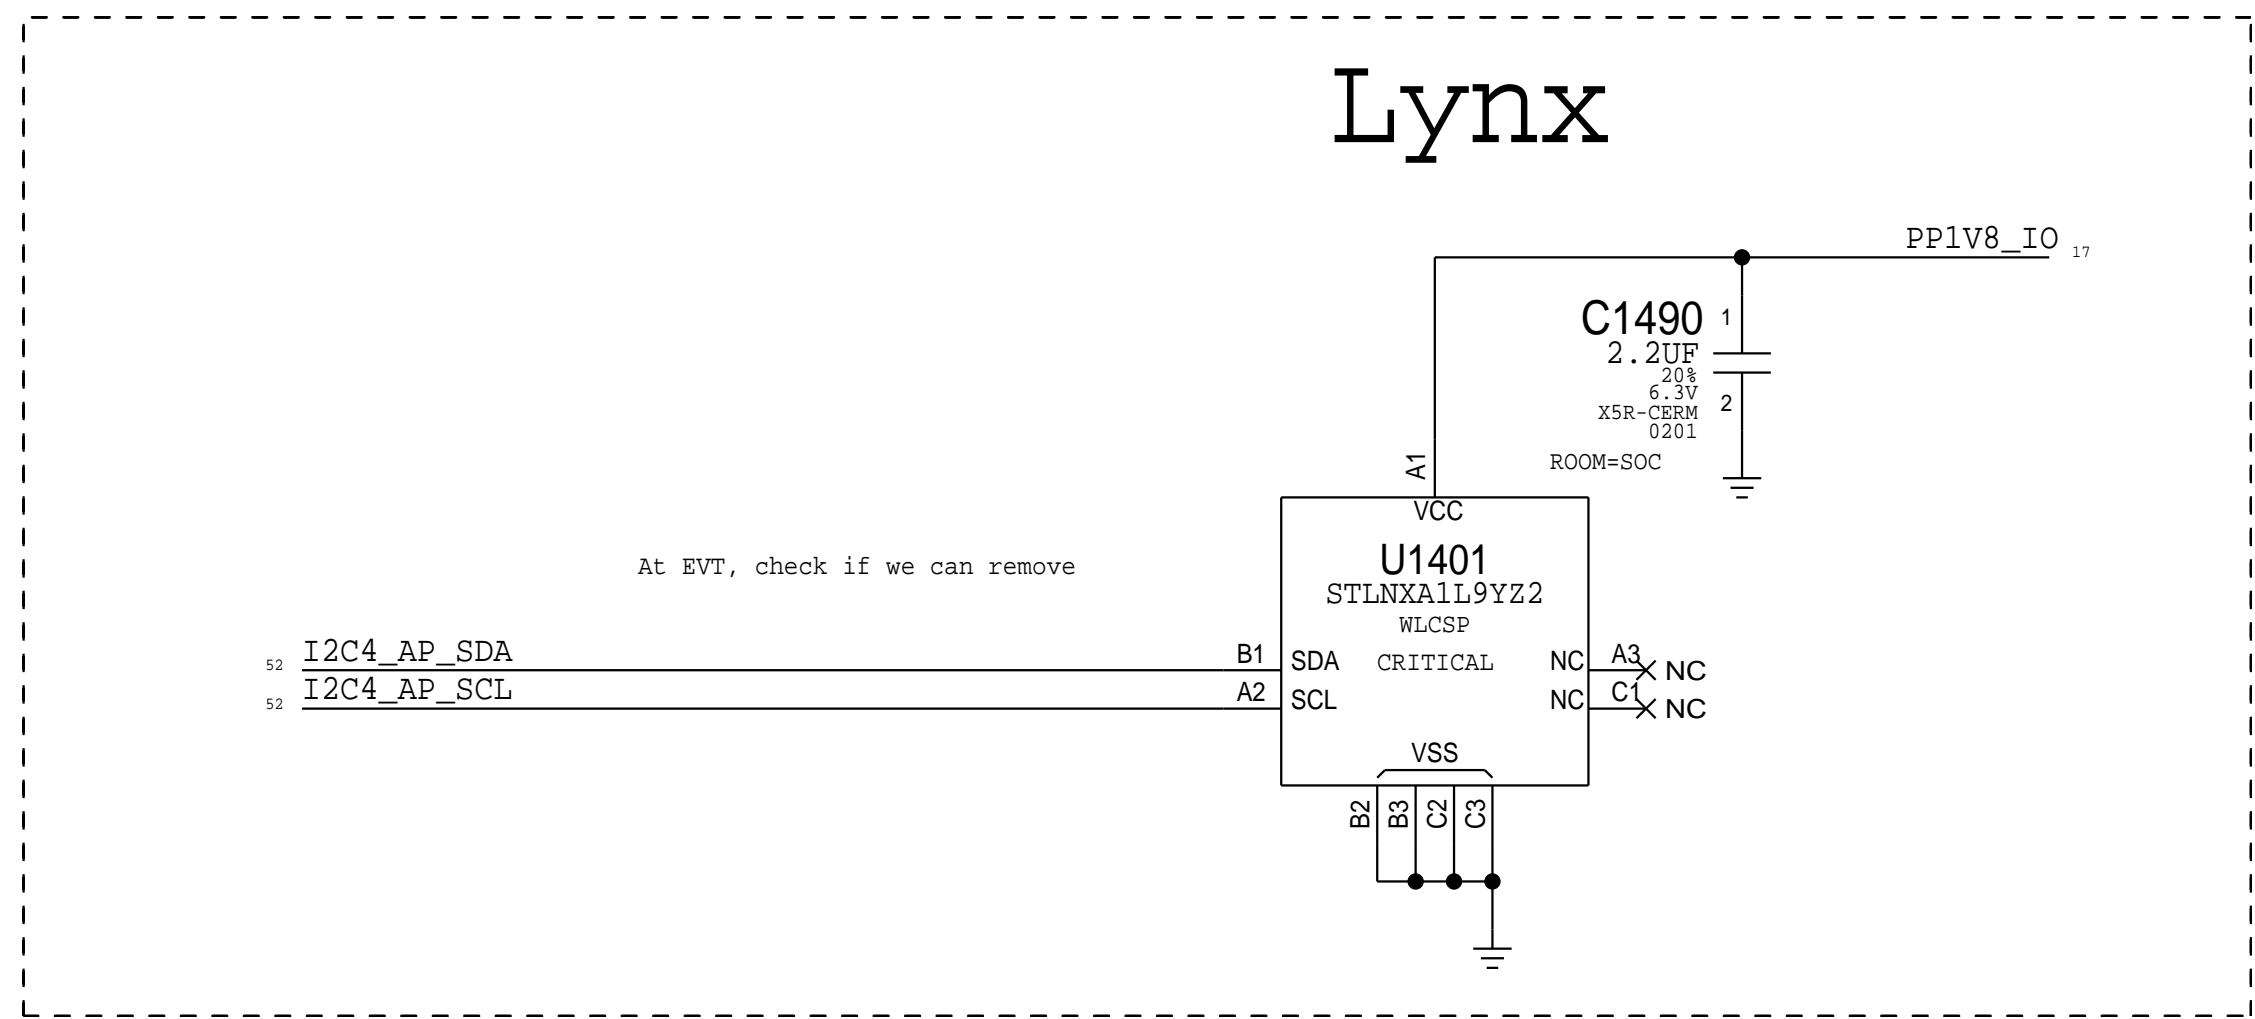 Lynx
PP1V8_IO 17
C1490 1
2.2UF
20%
6.3V
X5R-CERM 2
0201
ROOM=SOC
A1
VCC
At EVT, check if we can remove
U1401
STLNXA1L9YZ2
WLCSP
52 I2C4_AP_SDA B1 SDA CRITICAL NC A3 NC
52 I2C4_AP_SCL A2 SCL NC C1 NC
VSS
B2 B3 C2 C3